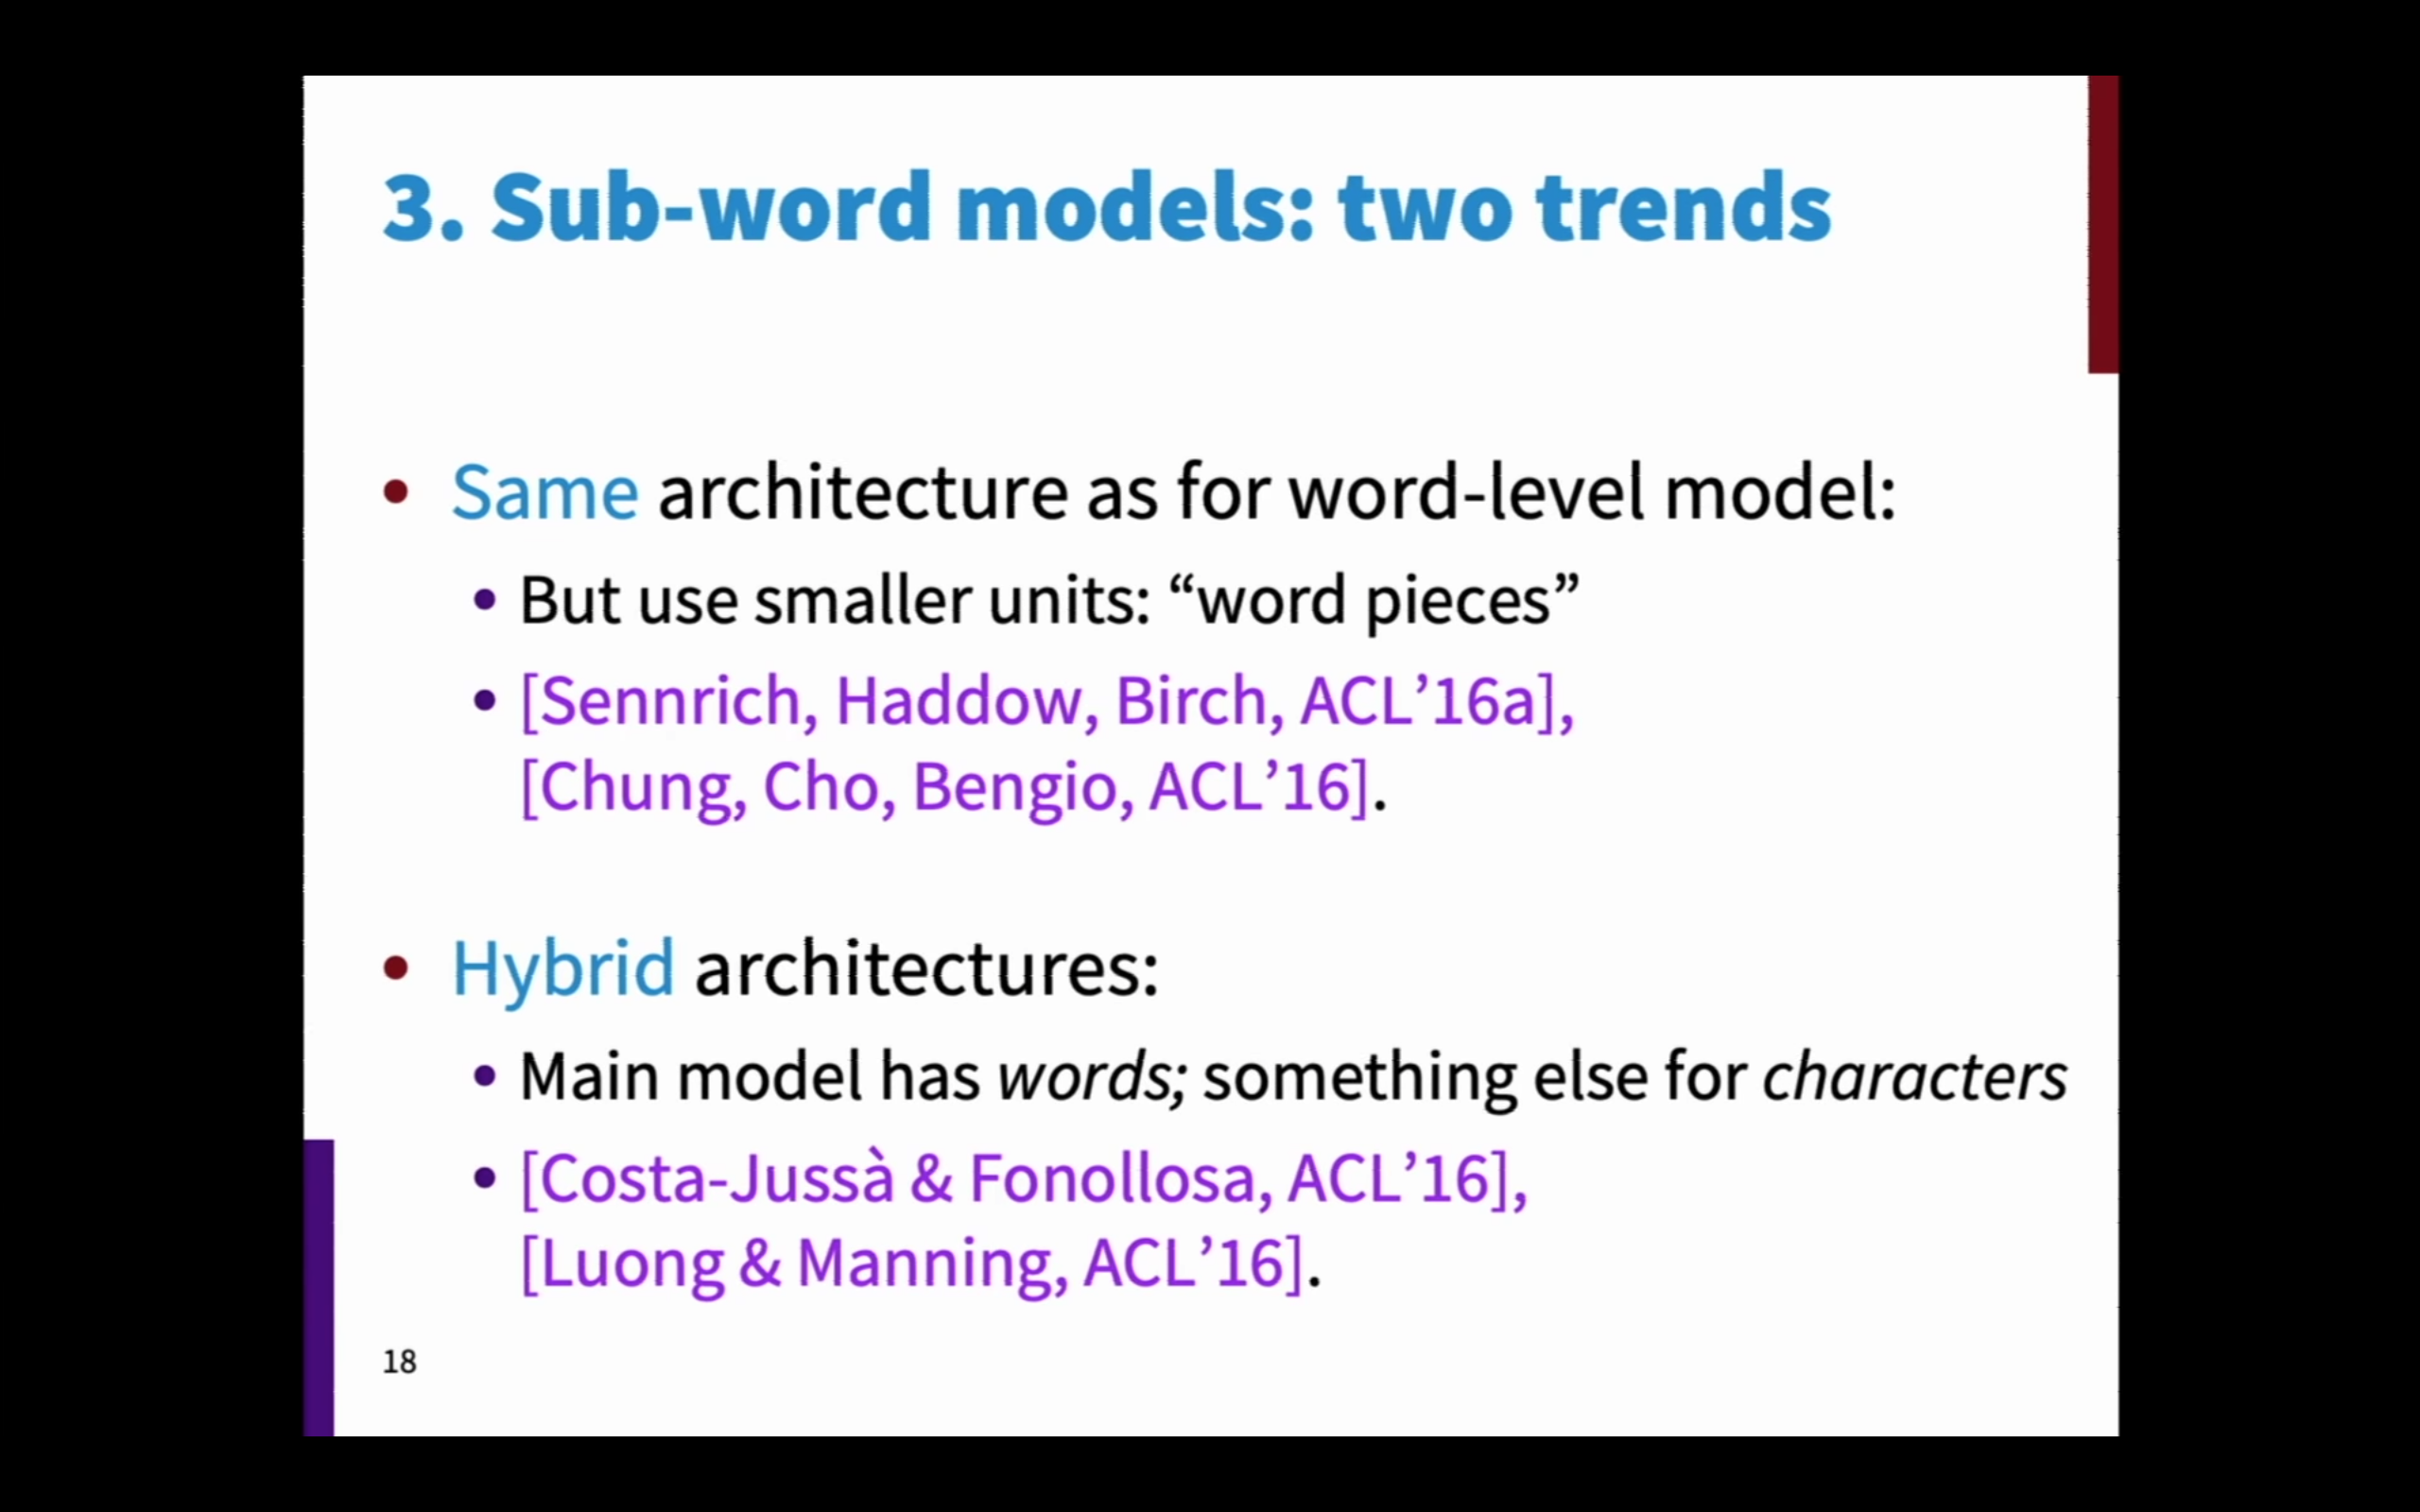 3. Sub-word models: two trends
• Same architecture as for word-level model:
• But use smaller units: “word pieces”
• [Sennrich, Haddow, Birch, ACL’16a],
[Chung, Cho, Bengio, ACL’16].
• Hybrid architectures:
• Main model has words; something else for characters
• [Costa-Jussà & Fonollosa, ACL’16],
[Luong & Manning, ACL’16].
18